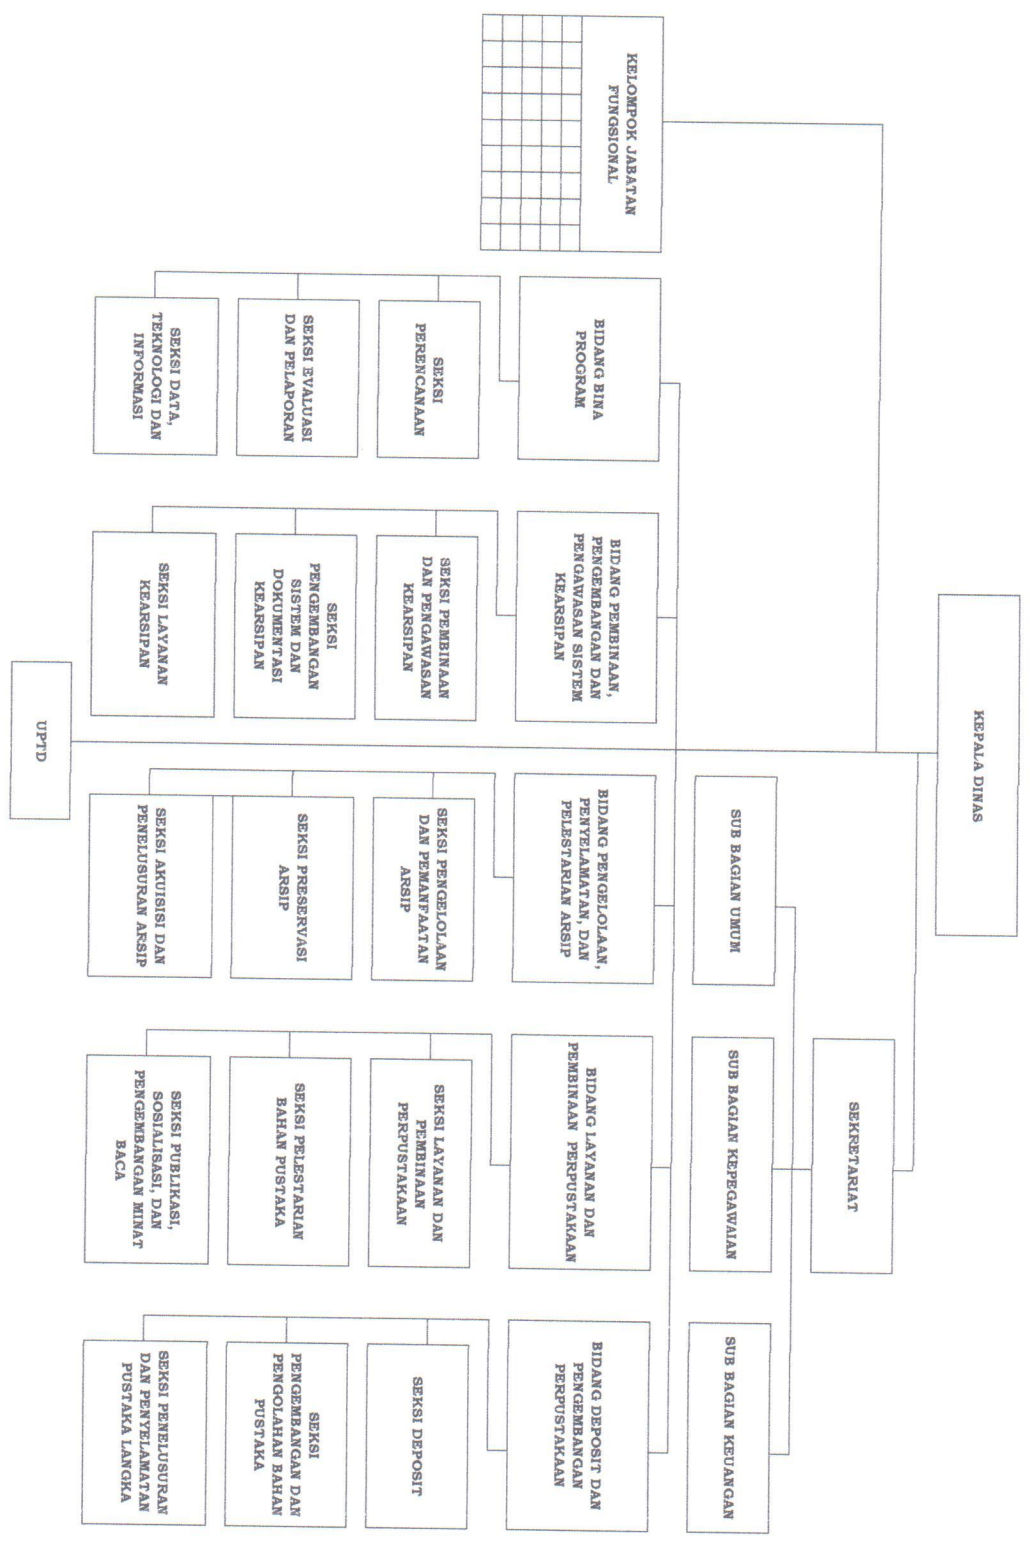 KEPALA DINAS
KELOMPOK JABATAN
FUNGSIONAL
SEKRETARIAT
SUB BAGIAN UMUM
SUB BAGIAN KEPEGAWAIAN
SUB BAGIAN KEUANGAN
BIDANG BINA
PROGRAM
BIDANG PEMBINAAN,
PENGEMBANGAN DAN
PENGAWASAN SISTEM
KEARSIPAN
BIDANG PENGELOLAAN,
PENYELAMATAN, DAN
PELESTARIAN ARSIP
BIDANG LAYANAN DAN
PEMBINAAN PERPUSTAKAAN
BIDANG DEPOSIT DAN
PENGEMBANGAN
PERPUSTAKAAN
SEKSI
PERENCANAAN
SEKSI PEMBINAAN
DAN PENGAWASAN
KEARSIPAN
SEKSI PENGELOLAAN
DAN PEMANFAATAN
ARSIP
SEKSI LAYANAN DAN
PEMBINAAN
PERPUSTAKAAN
SEKSI DEPOSIT
SEKSI EVALUASI
DAN PELAPORAN
SEKSI
PENGEMBANGAN
SISTEM DAN
DOKUMENTASI
KEARSIPAN
SEKSI PRESERVASI
ARSIP
SEKSI PELESTARIAN
BAHAN PUSTAKA
SEKSI
PENGEMBANGAN DAN
PENGOLAHAN BAHAN
PUSTAKA
SEKSI DATA,
TEKNOLOGI DAN
INFORMASI
SEKSI LAYANAN
KEARSIPAN
SEKSI AKUISISI DAN
PENELUSURAN ARSIP
SEKSI PUBLIKASI,
SOSIALISASI, DAN
PENGEMBANGAN MINAT
BACA
SEKSI PENELUSURAN
DAN PENYELAMATAN
PUSTAKA LANGKA
UPTD